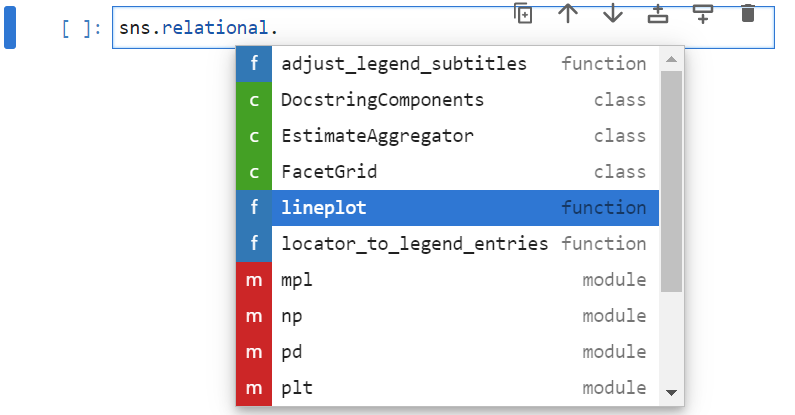 [ ]: sns.relational.
f adjust_legend_subtitles function
c DocstringComponents class
c EstimateAggregator class
c FacetGrid class
f lineplot function
f locator_to_legend_entries function
m mpl module
m np module
m pd module
m plt module